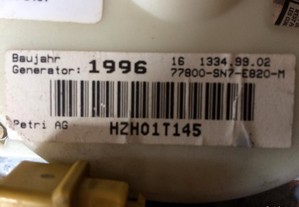 Baujahr
Generator: 1996
16 1334.99.02
77800-SN7-E820-M
Petri AG HZH01T145